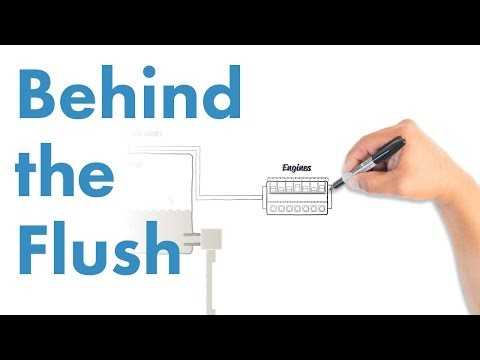 Behind
the
Flush
Engines